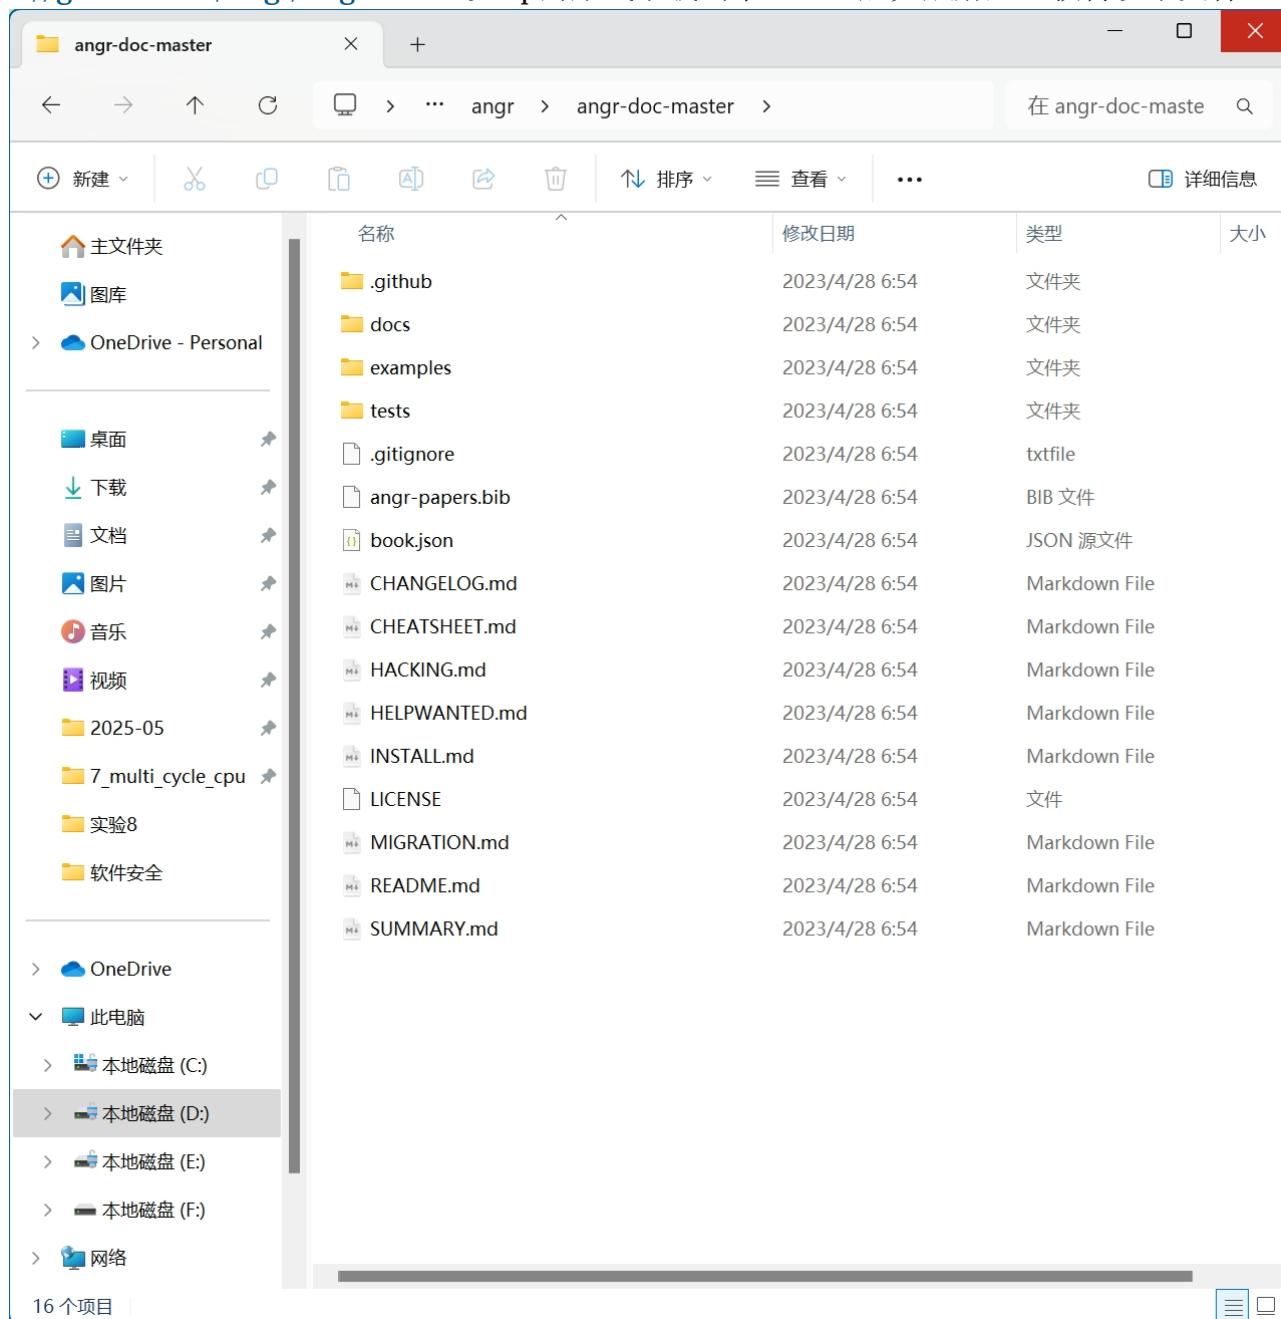 angr-doc-master
angr angr-doc-master
在 angr-doc-maste
新建 排序 查看 详细信息
名称 修改日期 类型 大小
主文件夹
图库
OneDrive - Personal
桌面
下载
文档
图片
音乐
视频
2025-05
7_multi_cycle_cpu
实验8
软件安全
OneDrive
此电脑
本地磁盘 (C:)
本地磁盘 (D:)
本地磁盘 (E:)
本地磁盘 (F:)
网络
.github 2023/4/28 6:54 文件夹
docs 2023/4/28 6:54 文件夹
examples 2023/4/28 6:54 文件夹
tests 2023/4/28 6:54 文件夹
.gitignore 2023/4/28 6:54 txtfile
angr-papers.bib 2023/4/28 6:54 BIB 文件
book.json 2023/4/28 6:54 JSON 源文件
CHANGELOG.md 2023/4/28 6:54 Markdown File
CHEATSHEET.md 2023/4/28 6:54 Markdown File
HACKING.md 2023/4/28 6:54 Markdown File
HELPWANTED.md 2023/4/28 6:54 Markdown File
INSTALL.md 2023/4/28 6:54 Markdown File
LICENSE 2023/4/28 6:54 文件
MIGRATION.md 2023/4/28 6:54 Markdown File
README.md 2023/4/28 6:54 Markdown File
SUMMARY.md 2023/4/28 6:54 Markdown File
16 个项目